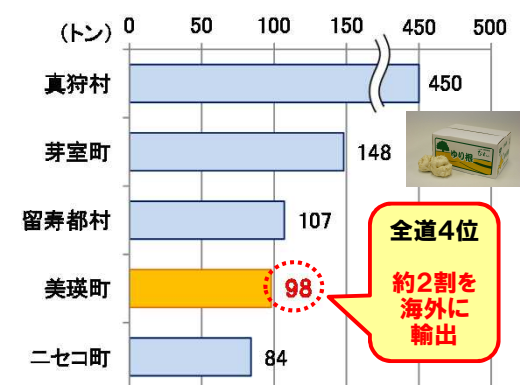 (トン) 0 50 100 150 450 500
真狩村 450
芽室町 148
ゆり根
留寿都村 107
全道4位
美瑛町 98
約2割を
海外に
輸出
ニセコ町 84